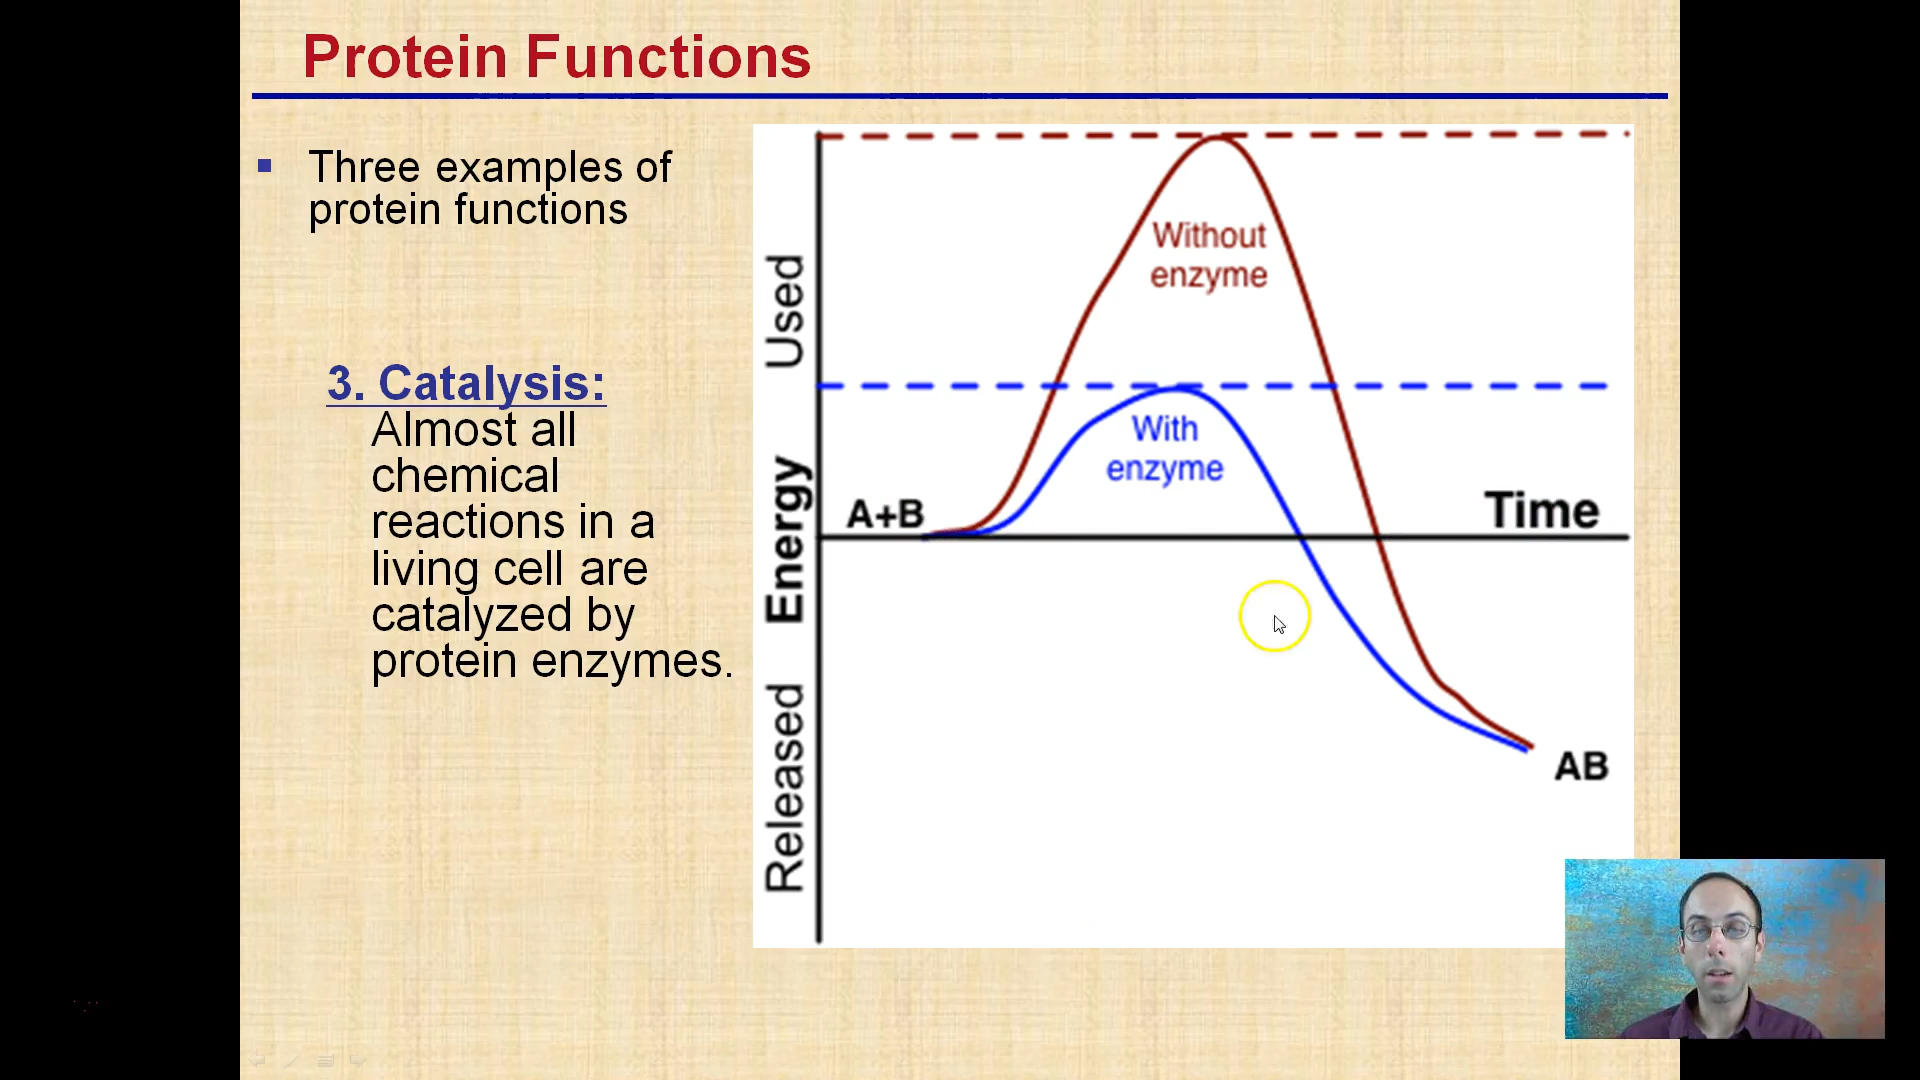 Protein Functions
Three examples of
protein functions
3. Catalysis:
Almost all
chemical
reactions in a
living cell are
catalyzed by
protein enzymes.
Used
Energy
Released
Without
enzyme
With
enzyme
A+B
Time
AB